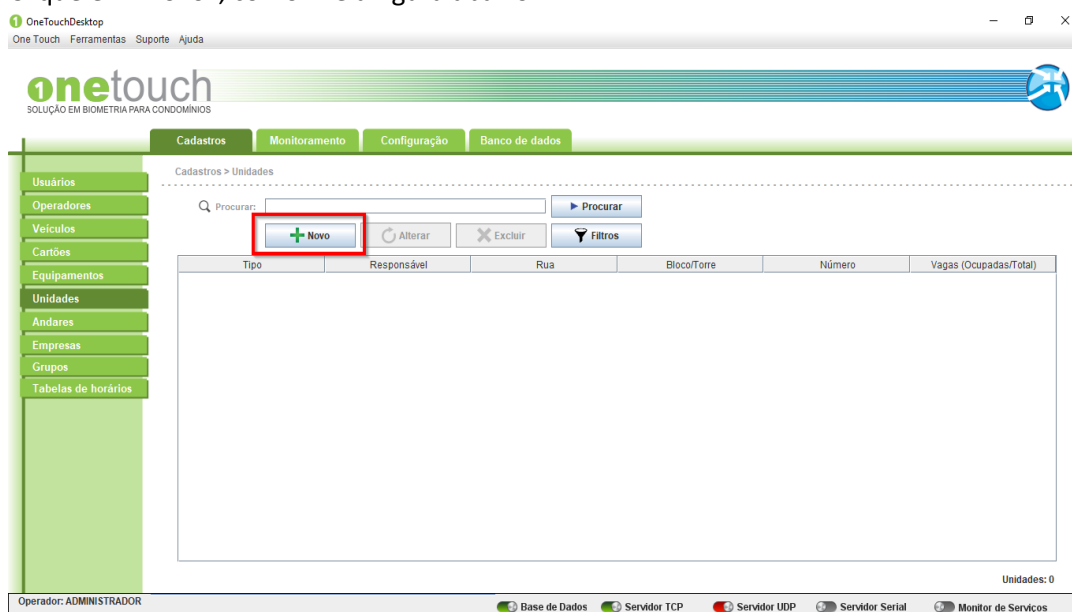 OneTouchDesktop
One Touch Ferramentas Suporte Ajuda
onetouch
SOLUÇÃO EM BIOMETRIA PARA CONDOMÍNIOS
Cadastros Monitoramento Configuração Banco de dados
Cadastros > Unidades
Usuários
Operadores
Veículos
Cartões
Equipamentos
Unidades
Andares
Empresas
Grupos
Tabelas de horários
Procurar: Procurar
Novo Alterar Excluir Filtros
Tipo Responsável Rua Bloco/Torre Número Vagas (Ocupadas/Total)
Unidades: 0
Operador: ADMINISTRADOR Base de Dados Servidor TCP Servidor UDP Servidor Serial Monitor de Serviços